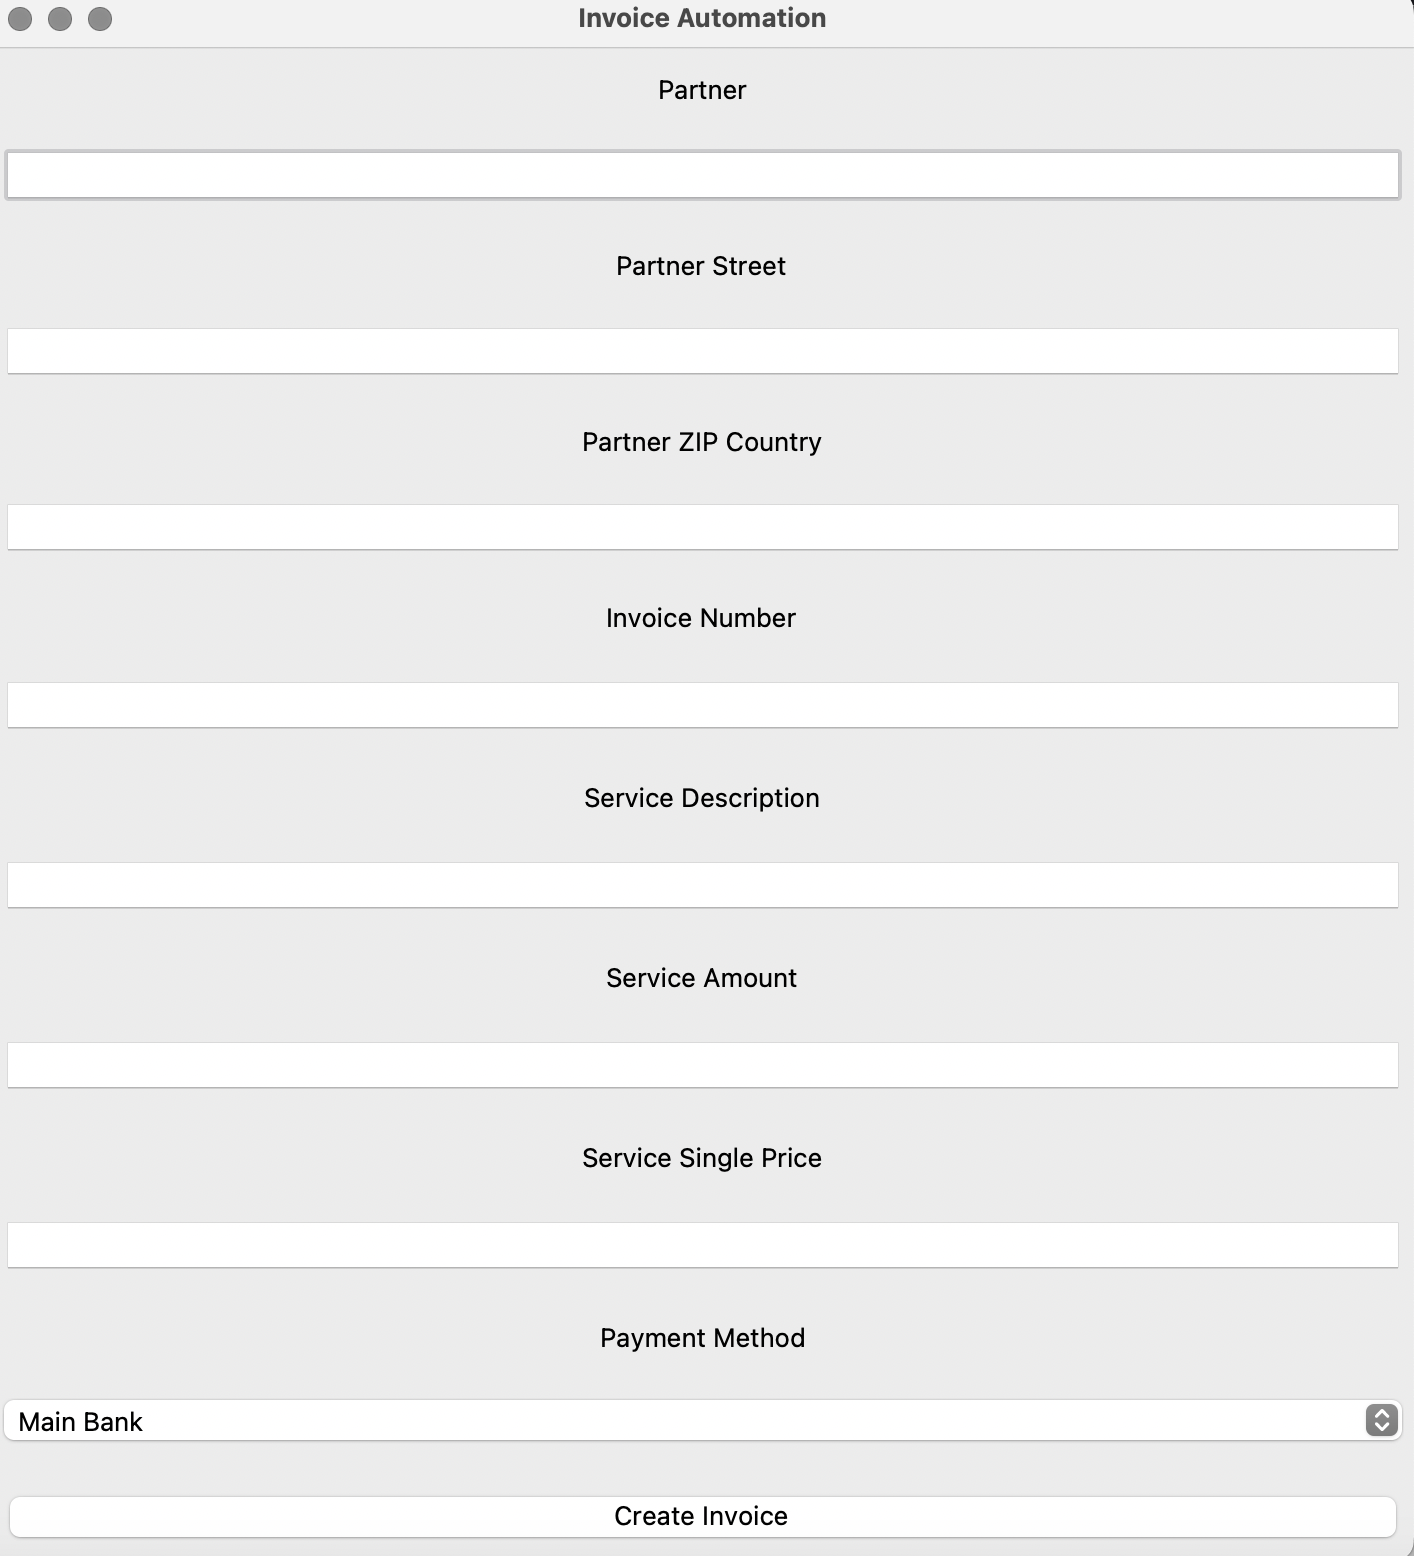 Invoice Automation
Partner
Partner Street
Partner ZIP Country
Invoice Number
Service Description
Service Amount
Service Single Price
Payment Method
Main Bank
Create Invoice